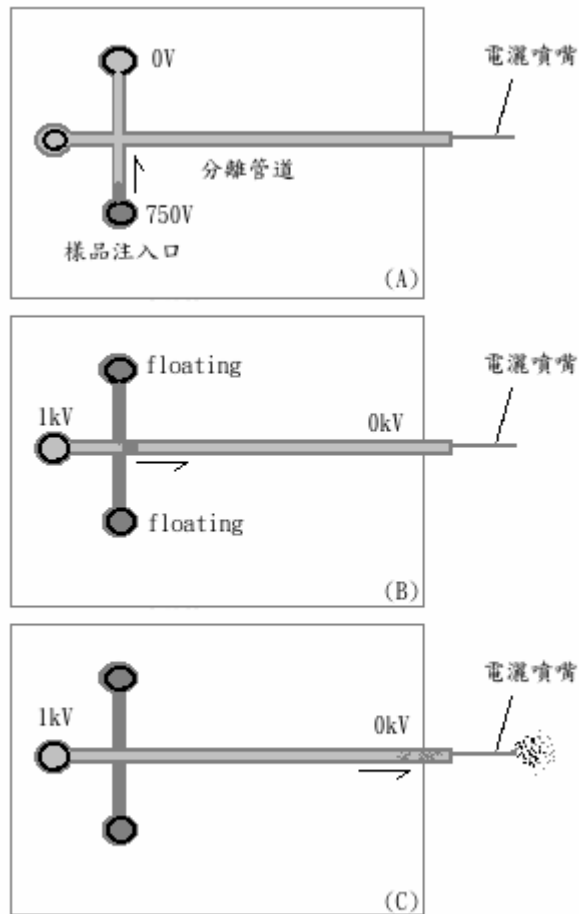 0V
電灑噴嘴
分離管道
750V
樣品注入口
(A)
floating
電灑噴嘴
1kV
0kV
floating
(B)
電灑噴嘴
1kV
0kV
(C)